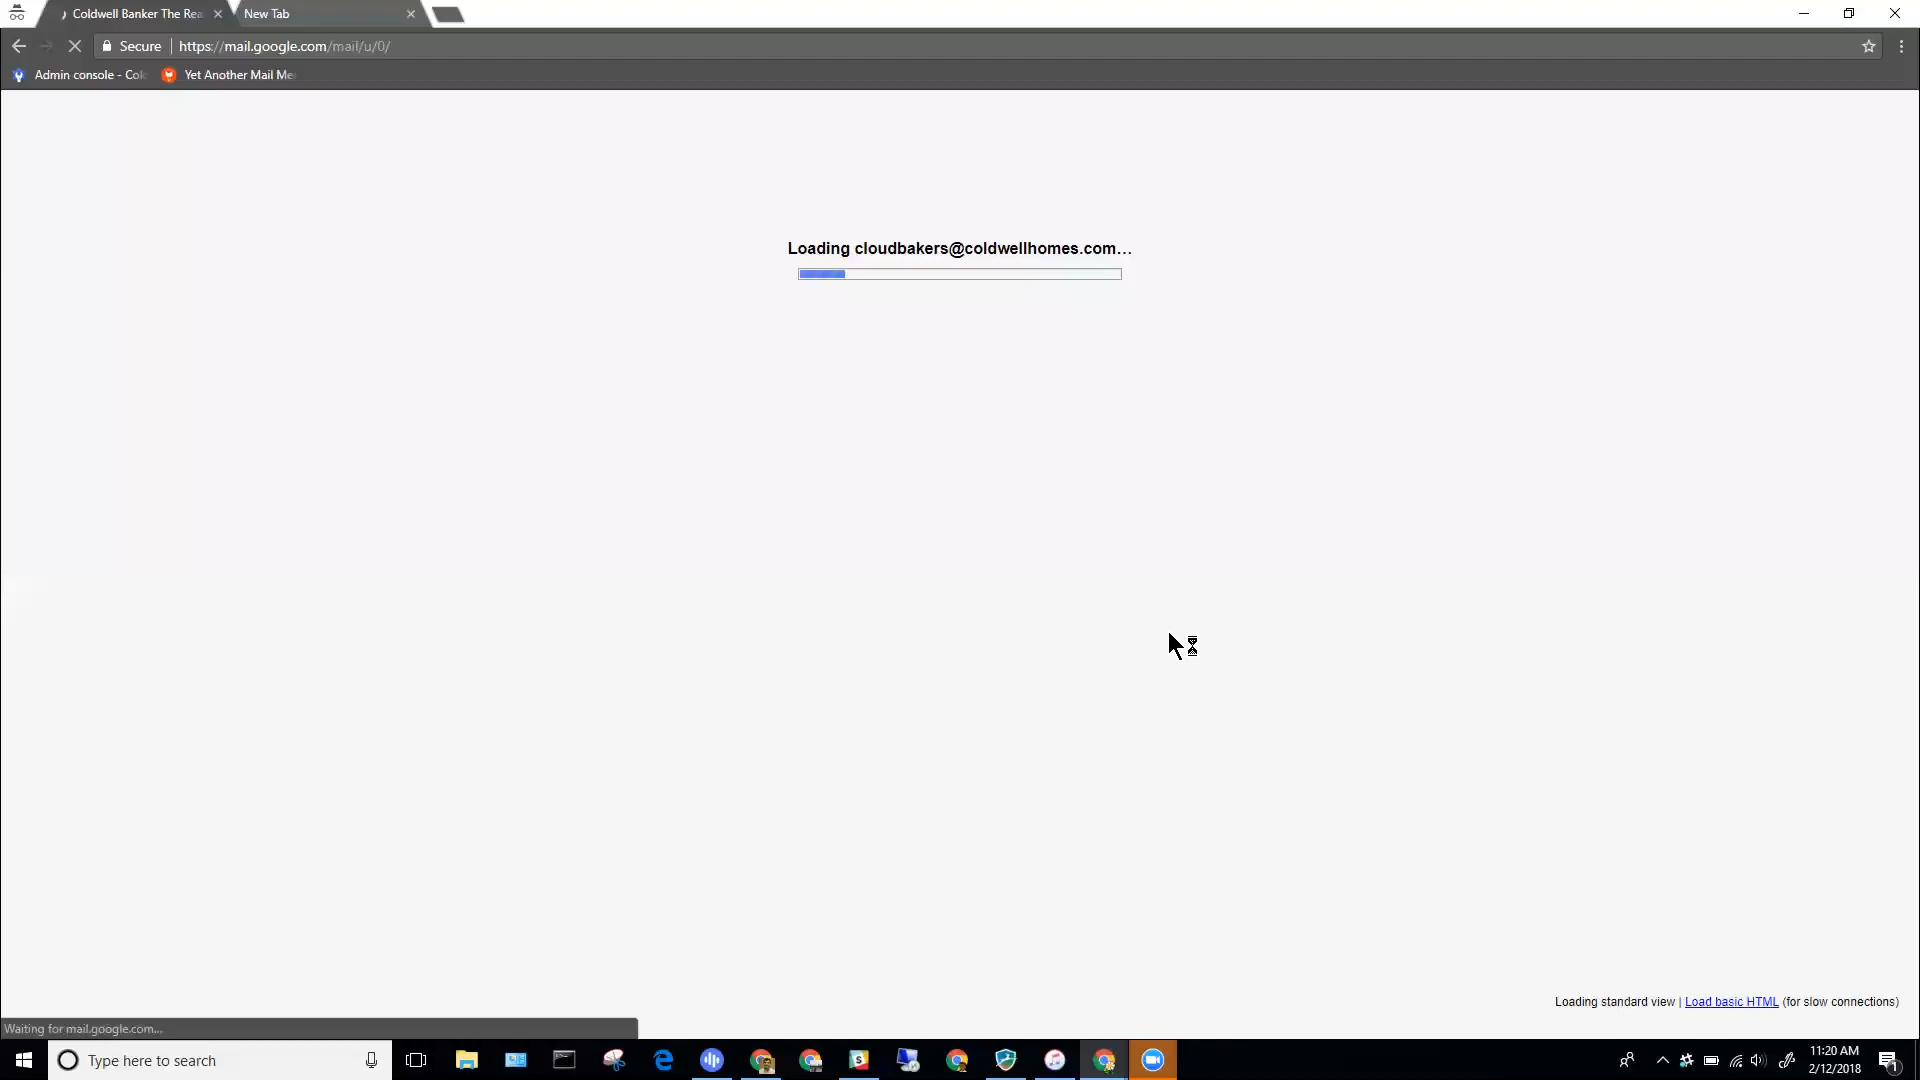 Coldwell Banker The Rea
New Tab
Secure
https://mail.google.com/mail/u/0/
Admin console - Col
Yet Another Mail Me
Loading cloudbakers@coldwellhomes.com…
Loading standard view | Load basic HTML (for slow connections)
Waiting for mail.google.com...
Type here to search
11:20 AM
2/12/2018
1